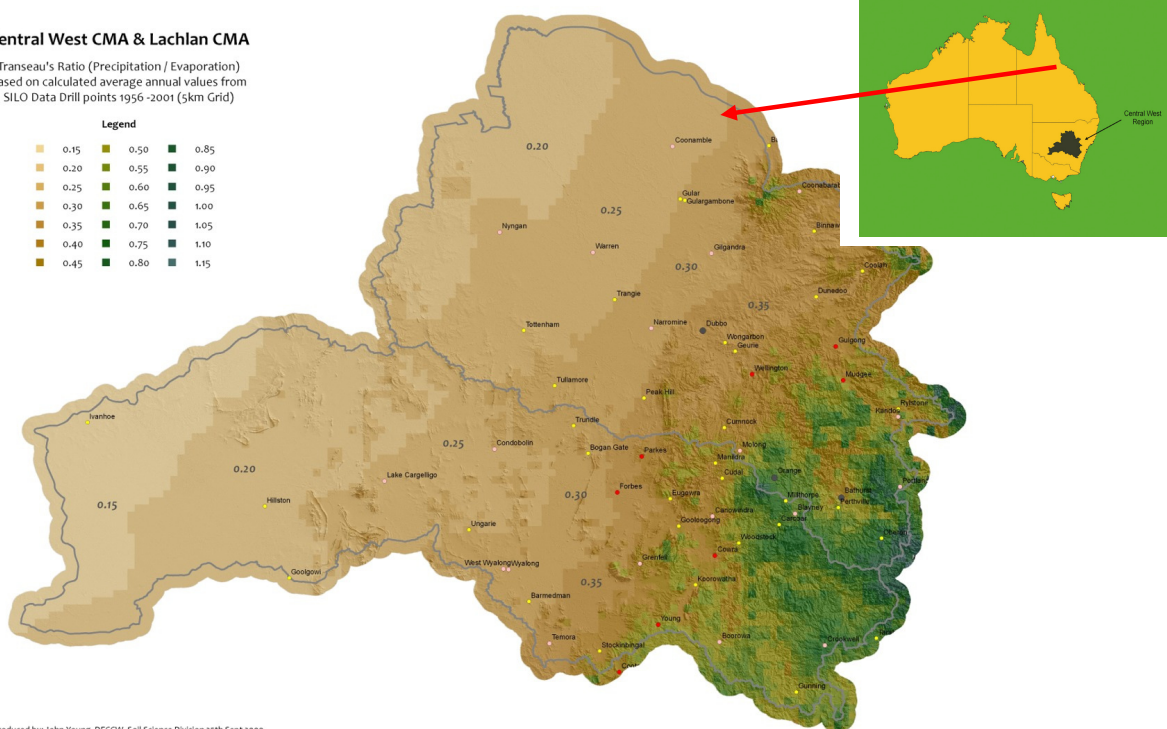 entral West CMA & Lachlan CMA
Transeau's Ratio (Precipitation / Evaporation)
ased on calculated average annual values from
SILO Data Drill points 1956 -2001 (5km Grid)
Legend
0.15 0.50 0.85
0.20 0.55 0.90
0.25 0.60 0.95
0.30 0.65 1.00
0.35 0.70 1.05
0.40 0.75 1.10
0.45 0.80 1.15
Central West
Region
0.20
Coonamble
Gular
Gulargambone
Coonabarab
0.25
Nyngan
Binnaw
Warren
Gilgandra
0.30
Coolah
Dunedoo
Trangie
0.35
Tottenham
Narromine
Dubbo
Wongarbon
Geurie
Gulgong
Wellington
Mudgee
Tullamore
Peak Hill
Rylstone
Kandos
Ivanhoe
Trundle
Cumnock
0.25
Condobolin
Molong
Bogan Gate
Parkes
Manildra
0.20
Lake Cargelligo
Cudal
Orange
0.15
Hillston
0.30
Forbes
Eugowra
Millthorpe
Bathurst
Perthville
Portland
Canowindra
Blayney
Ungarie
Gooloogong
Carcoar
Woodstock
Oberon
Cowra
Grenfell
West Wyalong
Wyalong
Goolgowi
0.35
Koorowatha
Barmedman
Young
Temora
Boorowa
Crookwell
Stockinbingal
Gunning